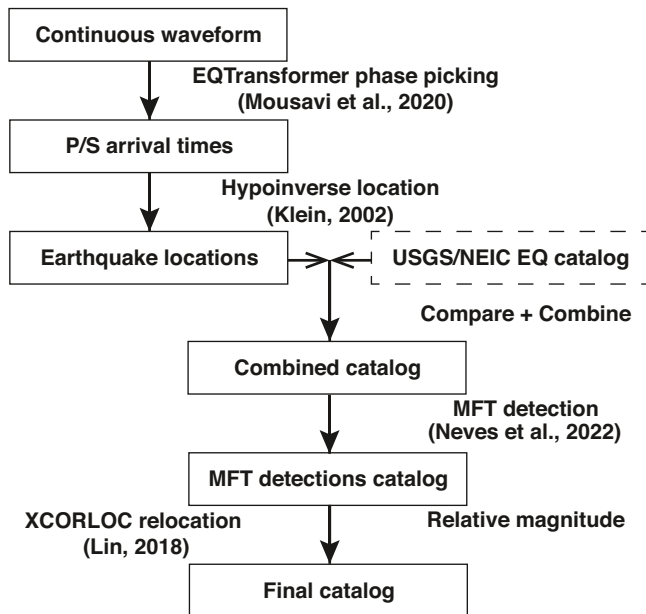 Continuous waveform
EQTransformer phase picking
(Mousavi et al., 2020)
P/S arrival times
Hypoinverse location
(Klein, 2002)
Earthquake locations
USGS/NEIC EQ catalog
Compare + Combine
Combined catalog
MFT detection
(Neves et al., 2022)
MFT detections catalog
XCORLOC relocation
(Lin, 2018)
Relative magnitude
Final catalog